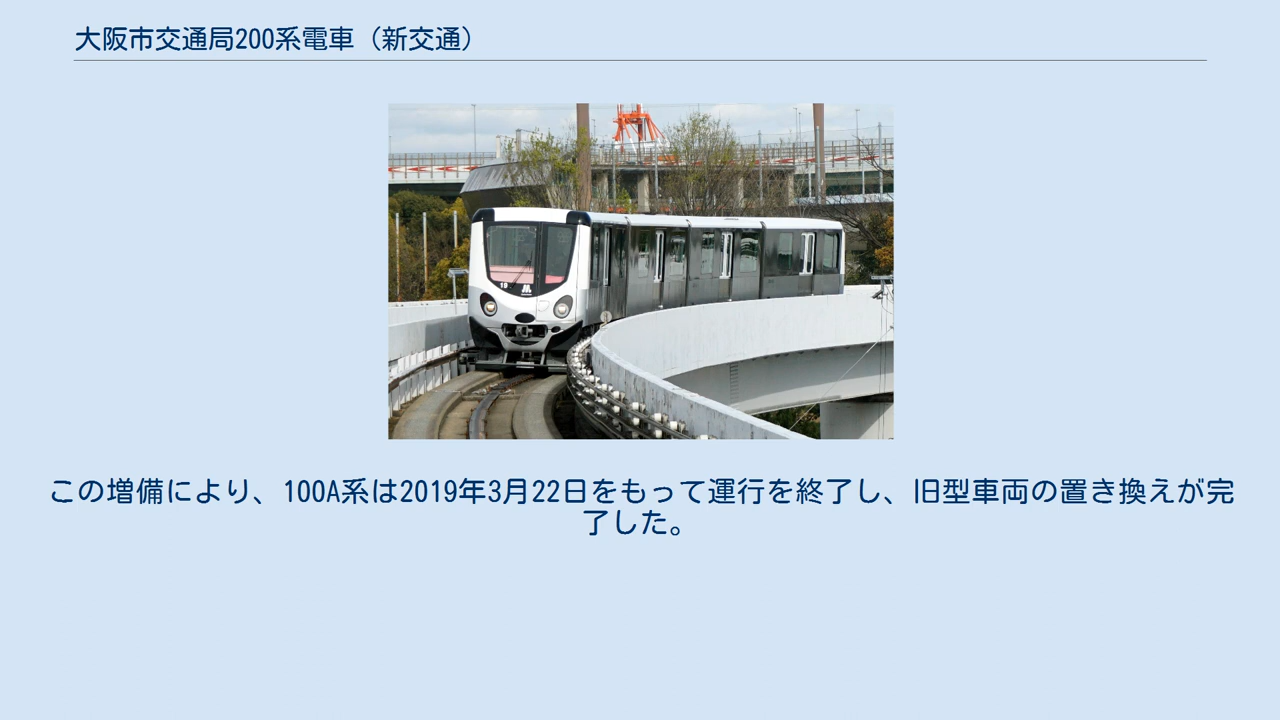 大阪市交通局200系電車（新交通）
19
この増備により、100A系は2019年3月22日をもって運行を終了し、旧型車両の置き換えが完
了した。